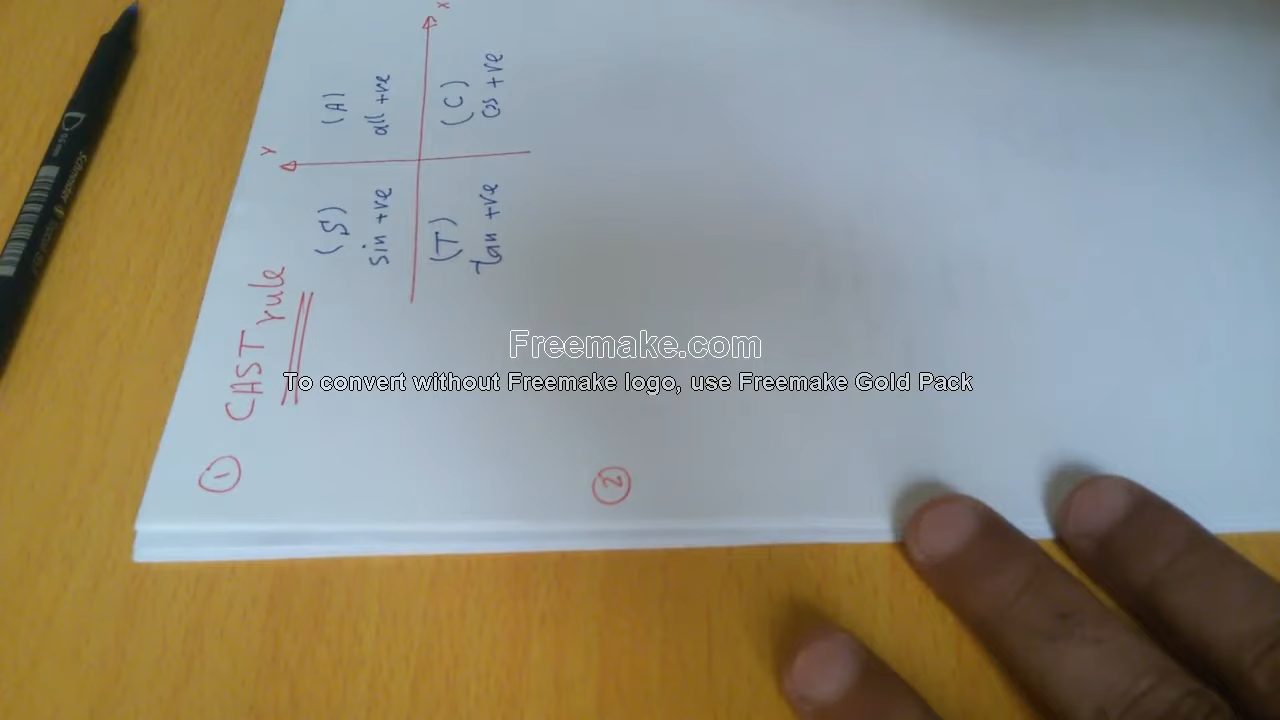 ① CAST rule
Y
X
(S)
sin +ve
(A)
all +ve
(T)
tan +ve
(C)
cos +ve
②
Freemake.com
To convert without Freemake logo, use Freemake Gold Pack
Schneider